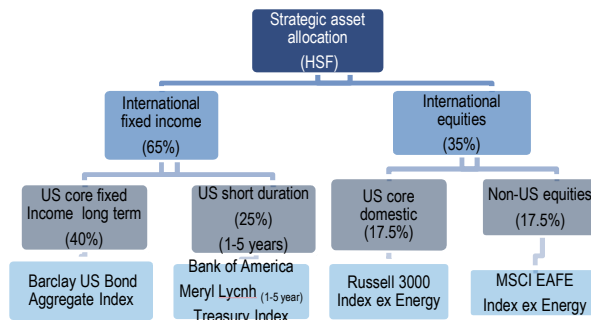 Strategic asset
allocation
(HSF)
International
fixed income
(65%)
International
equities
(35%)
US core fixed
Income long term
(40%)
US short duration
(25%)
(1-5 years)
US core
domestic
(17.5%)
Non-US equities
(17.5%)
Barclay US Bond
Aggregate Index
Bank of America
Meryl Lycnh (1-5 year)
Treasury Index
Russell 3000
Index ex Energy
MSCI EAFE
Index ex Energy